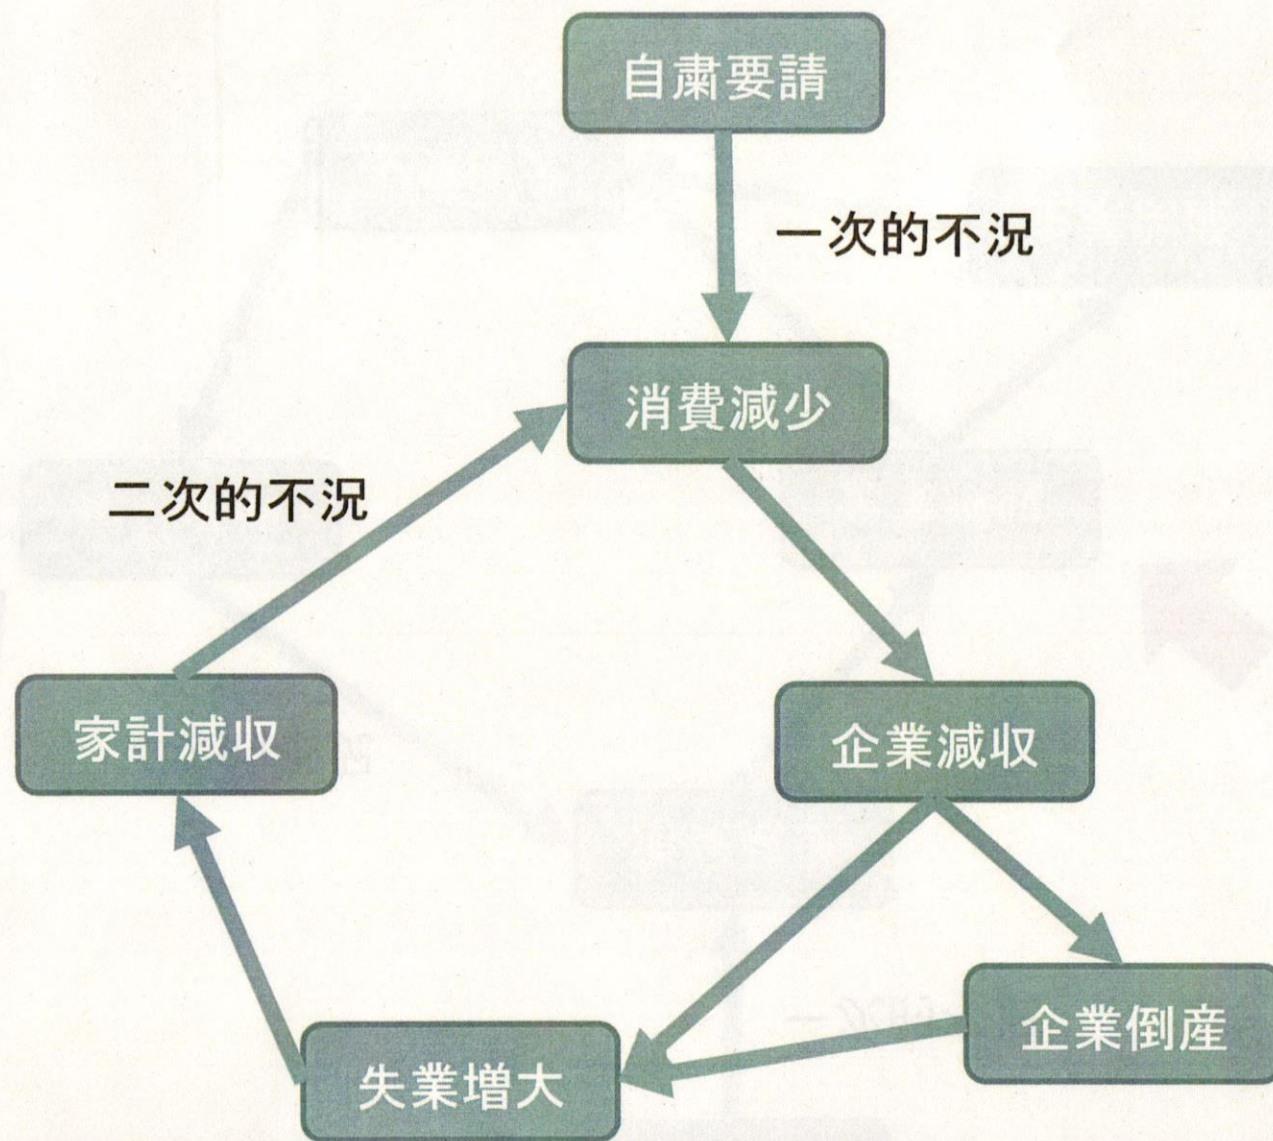 自粛要請
一次的不況
消費減少
二次的不況
家計減収
企業減収
企業倒産
失業増大